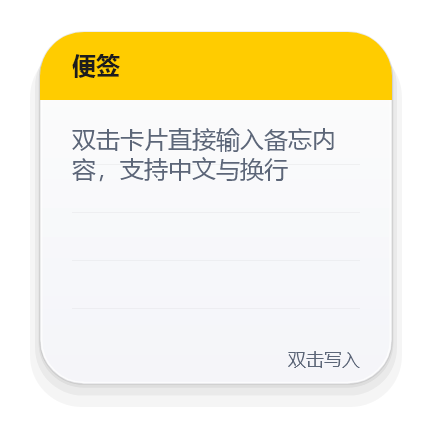 便签
双击卡片直接输入备忘内
容，支持中文与换行
双击写入